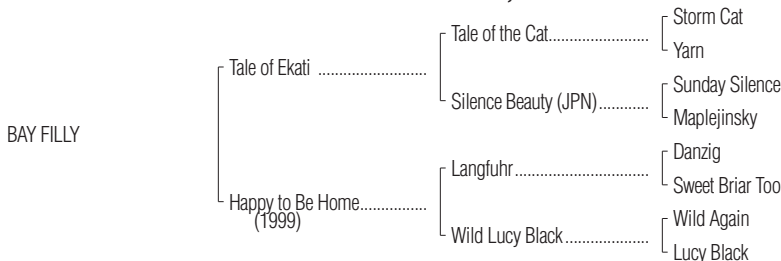 Storm Cat
Tale of the Cat........................
Yarn
Tale of Ekati ..........................
Sunday Silence
Silence Beauty (JPN)............
Maplejinsky
BAY FILLY
Danzig
Langfuhr................................
Sweet Briar Too
Happy to Be Home................
(1999)
Wild Again
Wild Lucy Black....................
Lucy Black